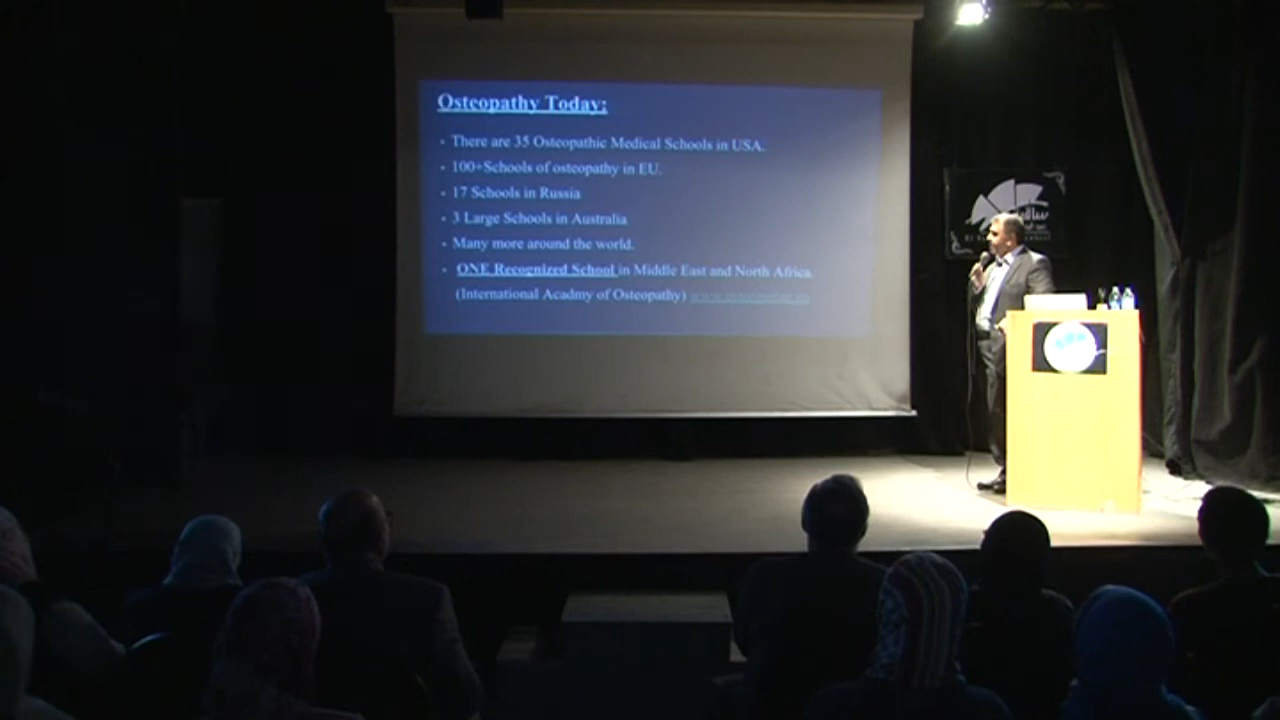 Osteopathy Today:
• There are 35 Osteopathic Medical Schools in USA.
• 100+Schools of osteopathy in EU.
• 17 Schools in Russia
• 3 Large Schools in Australia
• Many more around the world.
• ONE Recognized School in Middle East and North Africa.
(International Acadmy of Osteopathy)